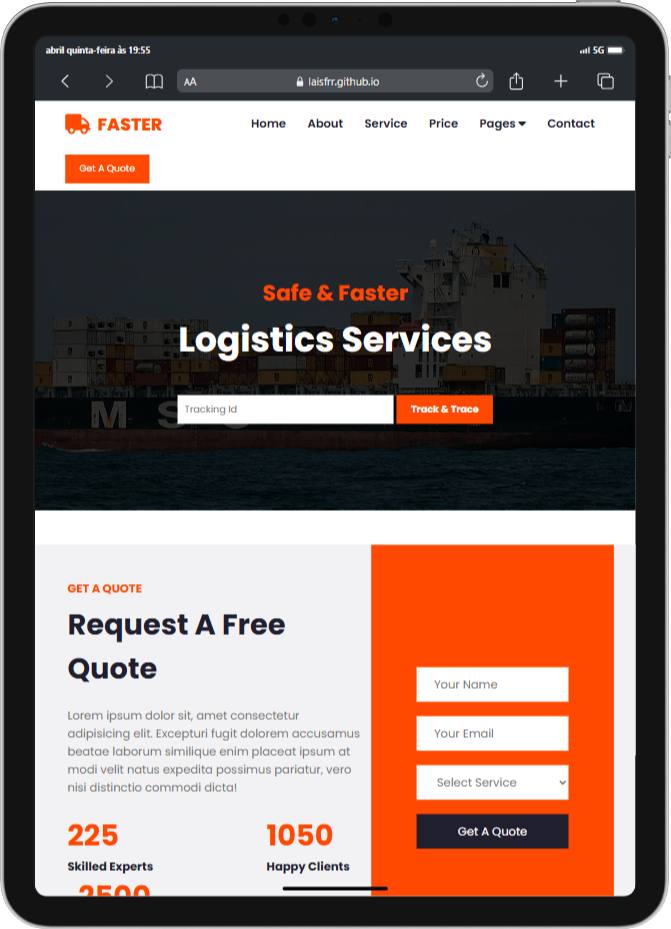 abril quinta-feira às 19:55
5G
AA
laisfrr.github.io
FASTER
Home About Service Price Pages Contact
Get A Quote
Safe & Faster
Logistics Services
Tracking Id
Track & Trace
M S
GET A QUOTE
Request A Free
Quote
Lorem ipsum dolor sit, amet consectetur
adipisicing elit. Excepturi fugit dolorem accusamus
beatae laborum similique enim placeat ipsum at
modi velit natus expedita possimus pariatur, vero
nisi distinctio commodi dicta!
225
Skilled Experts
1050
Happy Clients
2500
Your Name
Your Email
Select Service
Get A Quote